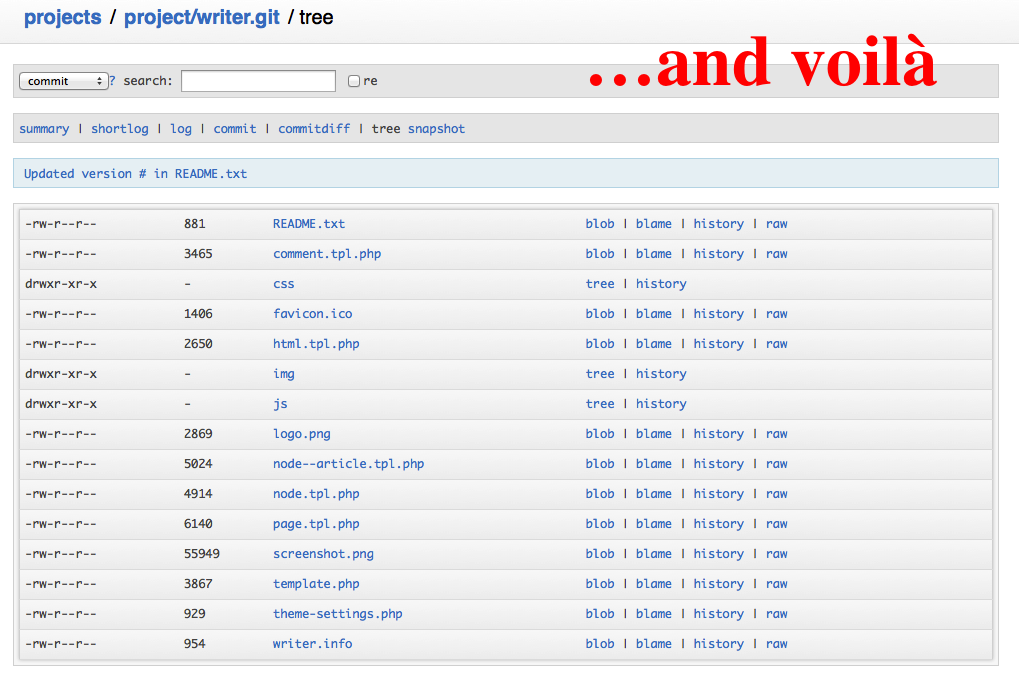 projects / project/writer.git / tree
…and voilà
commit ? search: re
summary | shortlog | log | commit | commitdiff | tree snapshot
Updated version # in README.txt
-rw-r--r-- 881 README.txt blob | blame | history | raw
-rw-r--r-- 3465 comment.tpl.php blob | blame | history | raw
drwxr-xr-x - css tree | history
-rw-r--r-- 1406 favicon.ico blob | blame | history | raw
-rw-r--r-- 2650 html.tpl.php blob | blame | history | raw
drwxr-xr-x - img tree | history
drwxr-xr-x - js tree | history
-rw-r--r-- 2869 logo.png blob | blame | history | raw
-rw-r--r-- 5024 node--article.tpl.php blob | blame | history | raw
-rw-r--r-- 4914 node.tpl.php blob | blame | history | raw
-rw-r--r-- 6140 page.tpl.php blob | blame | history | raw
-rw-r--r-- 55949 screenshot.png blob | blame | history | raw
-rw-r--r-- 3867 template.php blob | blame | history | raw
-rw-r--r-- 929 theme-settings.php blob | blame | history | raw
-rw-r--r-- 954 writer.info blob | blame | history | raw